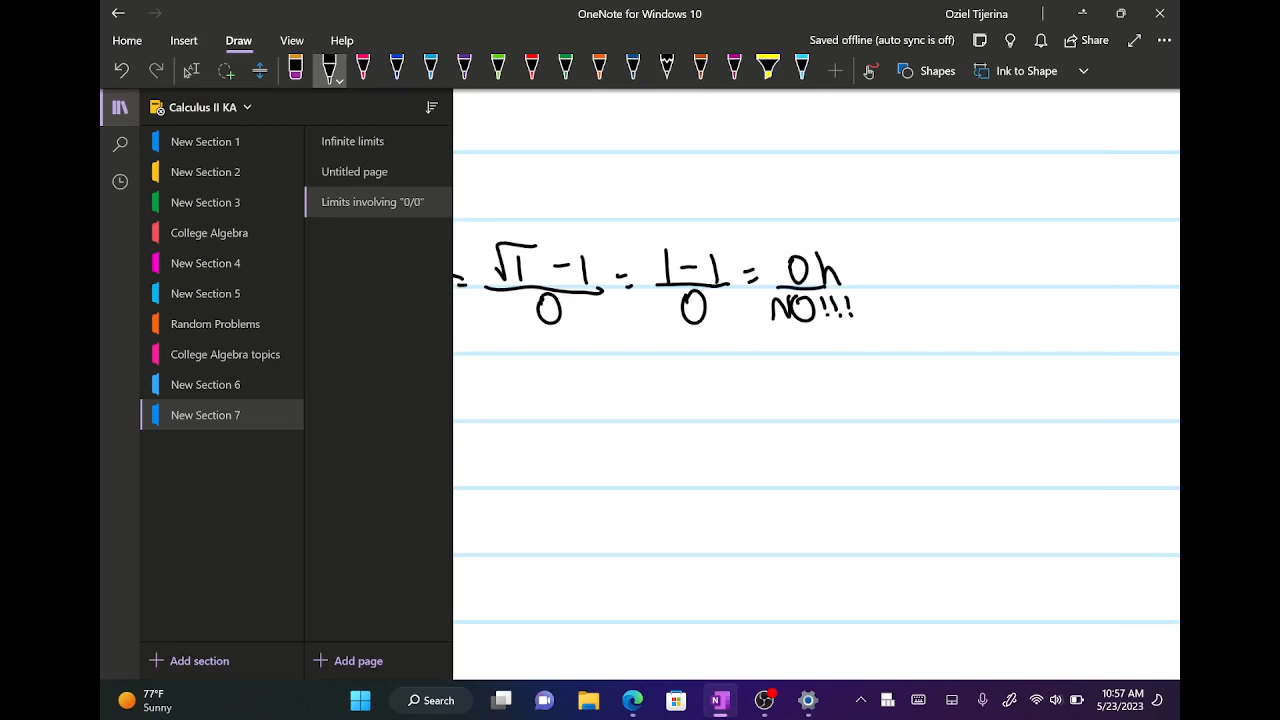 OneNote for Windows 10
Oziel Tijerina
Home Insert Draw View Help
Saved offline (auto sync is off)
Share
Shapes
Ink to Shape
Calculus II KA
New Section 1
New Section 2
New Section 3
College Algebra
New Section 4
New Section 5
Random Problems
College Algebra topics
New Section 6
New Section 7
Add section
Infinite limits
Untitled page
Limits involving "0/0"
Add page
= (√1 - 1)/0 = (1 - 1)/0 = Oh/NO!!!
77°F
Sunny
Search
10:57 AM
5/23/2023